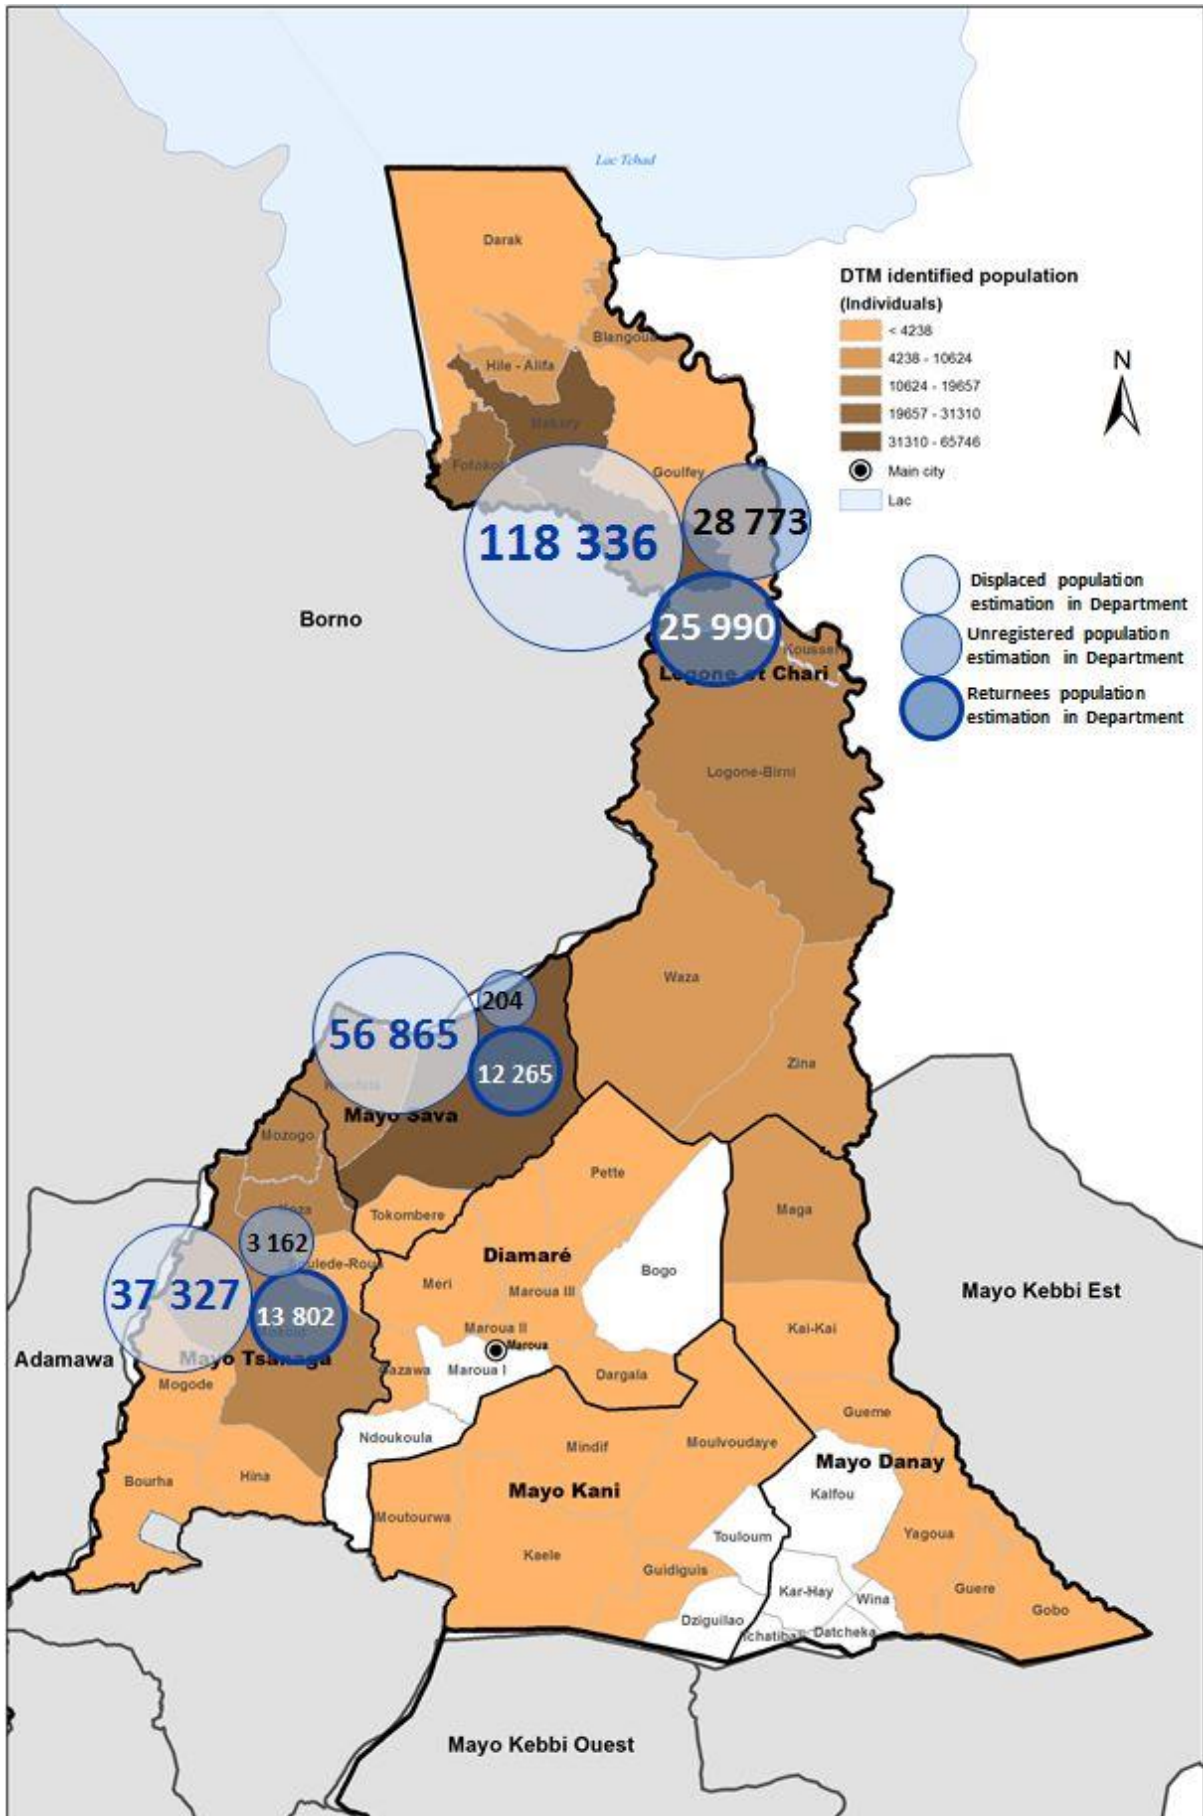 Lac Tchad
Darak
DTM identified population
(Individuals)
< 4238
4238 - 10624
10624 - 19657
19657 - 31310
31310 - 65746
Main city
Lac
N
Blangoua
Hile - Alifa
Makary
Fotokol
Goulfey
118 336
28 773
25 990
Displaced population
estimation in Department
Unregistered population
estimation in Department
Returnees population
estimation in Department
Borno
Kousseri
Logone et Chari
Logone-Birni
Waza
Zina
56 865
204
12 265
Mayo Sava
Mozogo
Koza
Tokombere
Pette
Maga
3 162
37 327
13 802
Diamaré
Bogo
Meri
Maroua III
Mayo Kebbi Est
Maroua II
Maroua
Kai-Kai
Adamawa
Mayo Tsanaga
Mogode
Gazawa
Maroua I
Dargala
Gueme
Ndoukoula
Mindif
Moulvoudaye
Mayo Danay
Bourha
Hina
Mayo Kani
Kalfou
Moutourwa
Touloum
Yagoua
Kaele
Guidiguis
Kar-Hay
Wina
Guere
Gobo
Dziguilao
Datcheka
Mayo Kebbi Ouest